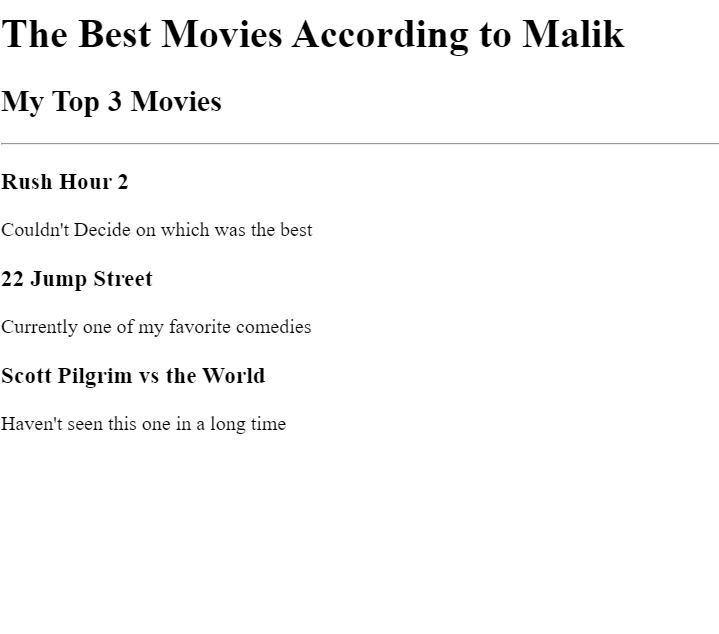 The Best Movies According to Malik
My Top 3 Movies
Rush Hour 2
Couldn't Decide on which was the best
22 Jump Street
Currently one of my favorite comedies
Scott Pilgrim vs the World
Haven't seen this one in a long time